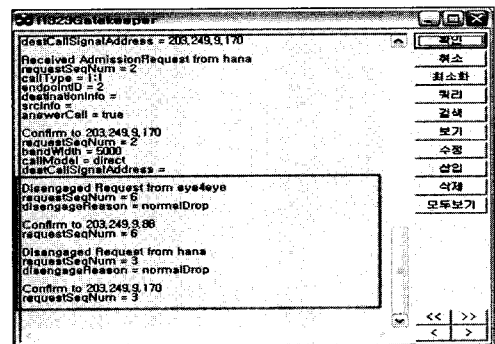 H323Gatekeeper
destCallSignalAddress = 203,249,9,170
Received AdmissionRequest from hana
requestSeqNum = 2
callType = 1:1
endpointID = 2
destinationInfo =
srcInfo =
answerCall = true
Confirm to 203,249,9,170
requestSeqNum = 2
bandWidth = 5000
callModel = direct
destCallSignalAddress =
Disengaged Request from eye4eye
requestSeqNum = 6
disengageReason = normalDrop
Confirm to 203,249,9,86
requestSeqNum = 6
Disengaged Request from hana
requestSeqNum = 3
disengageReason = normalDrop
Confirm to 203,249,9,170
requestSeqNum = 3
확인
취소
최소화
쿼리
검색
보기
수정
삽입
삭제
모두보기
<< >>
< >